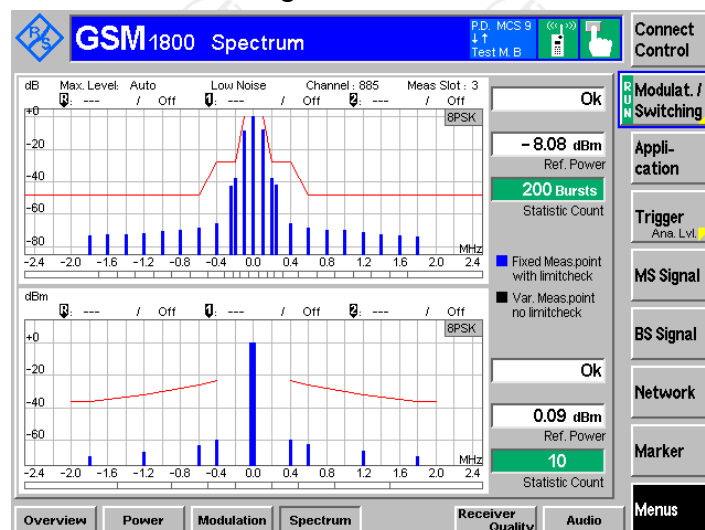 R&S GSM 1800 Spectrum
P.D. MCS 9
Test M. B
Connect Control
dB Max. Level: Auto Low Noise Channel : 885 Meas Slot : 3
R: --- / Off 1: --- / Off 2: --- / Off
8PSK
+0
-20
-40
-60
-80
MHz
-2.4 -2.0 -1.6 -1.2 -0.8 -0.4 0.0 0.4 0.8 1.2 1.6 2.0 2.4
Ok
-8.08 dBm
Ref. Power
200 Bursts
Statistic Count
Fixed Meas.point
with limitcheck
Var. Meas.point
no limitcheck
dBm
R: --- / Off 1: --- / Off 2: --- / Off
8PSK
+0
-20
-40
-60
MHz
-2.4 -2.0 -1.6 -1.2 -0.8 -0.4 0.0 0.4 0.8 1.2 1.6 2.0 2.4
Ok
0.09 dBm
Ref. Power
10
Statistic Count
RUN
Modulat. /
Switching
Appli-
cation
Trigger
Ana. Lvl.
MS Signal
BS Signal
Network
Marker
Menus
Overview Power Modulation Spectrum Receiver Quality Audio